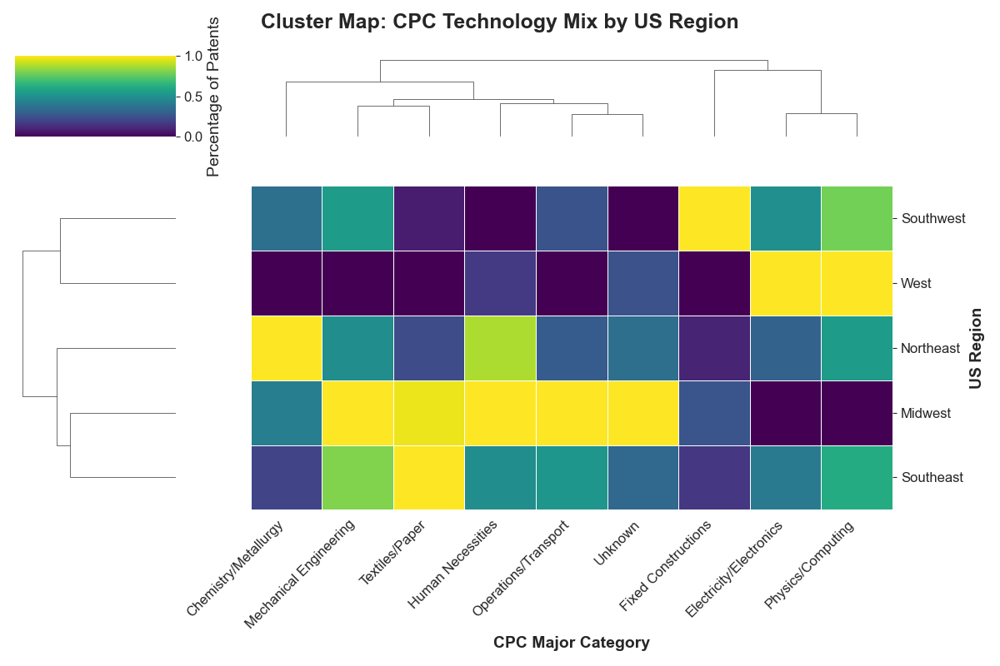 Cluster Map: CPC Technology Mix by US Region
1.0
0.5
0.0
Percentage of Patents
Southwest
West
Northeast
Midwest
Southeast
US Region
Chemistry/Metallurgy
Mechanical Engineering
Textiles/Paper
Human Necessities
Operations/Transport
Unknown
Fixed Constructions
Electricity/Electronics
Physics/Computing
CPC Major Category